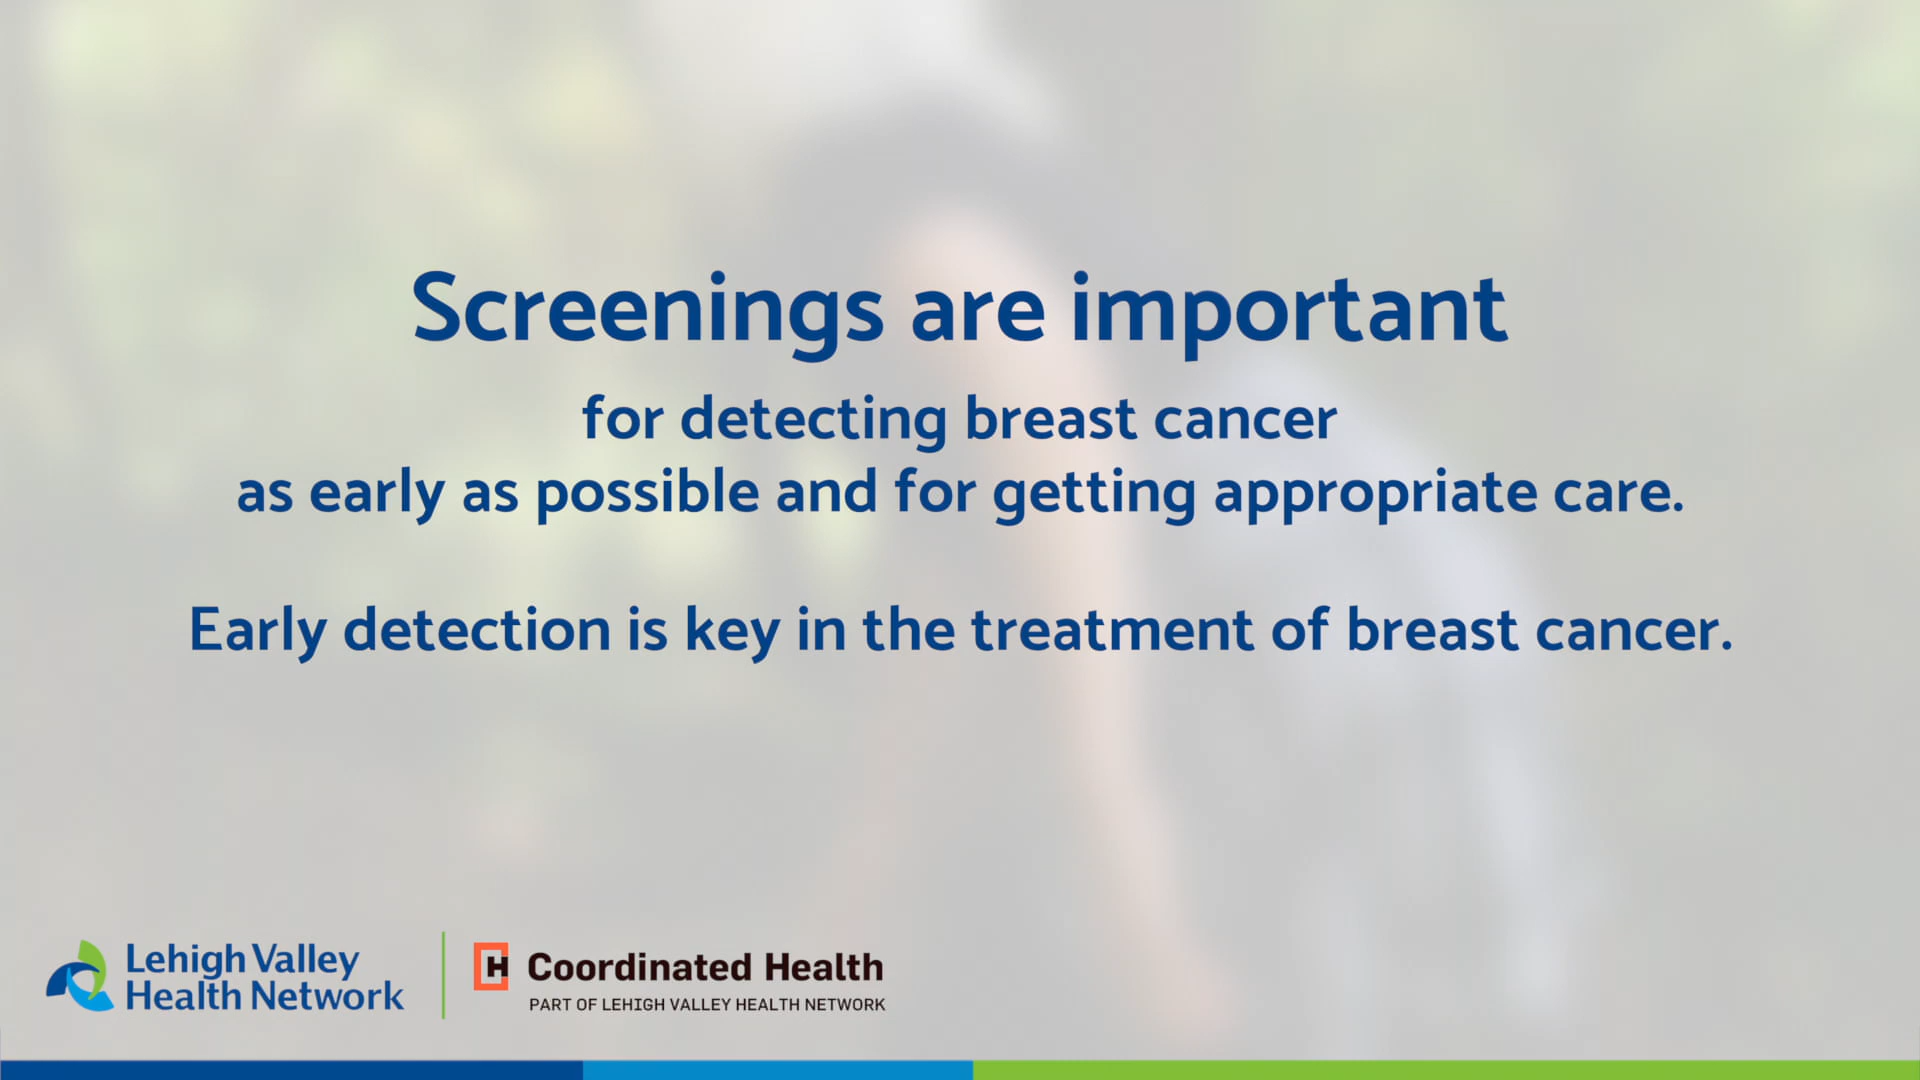 Screenings are important
for detecting breast cancer
as early as possible and for getting appropriate care.
Early detection is key in the treatment of breast cancer.
Lehigh Valley
Health Network
CH Coordinated Health
PART OF LEHIGH VALLEY HEALTH NETWORK